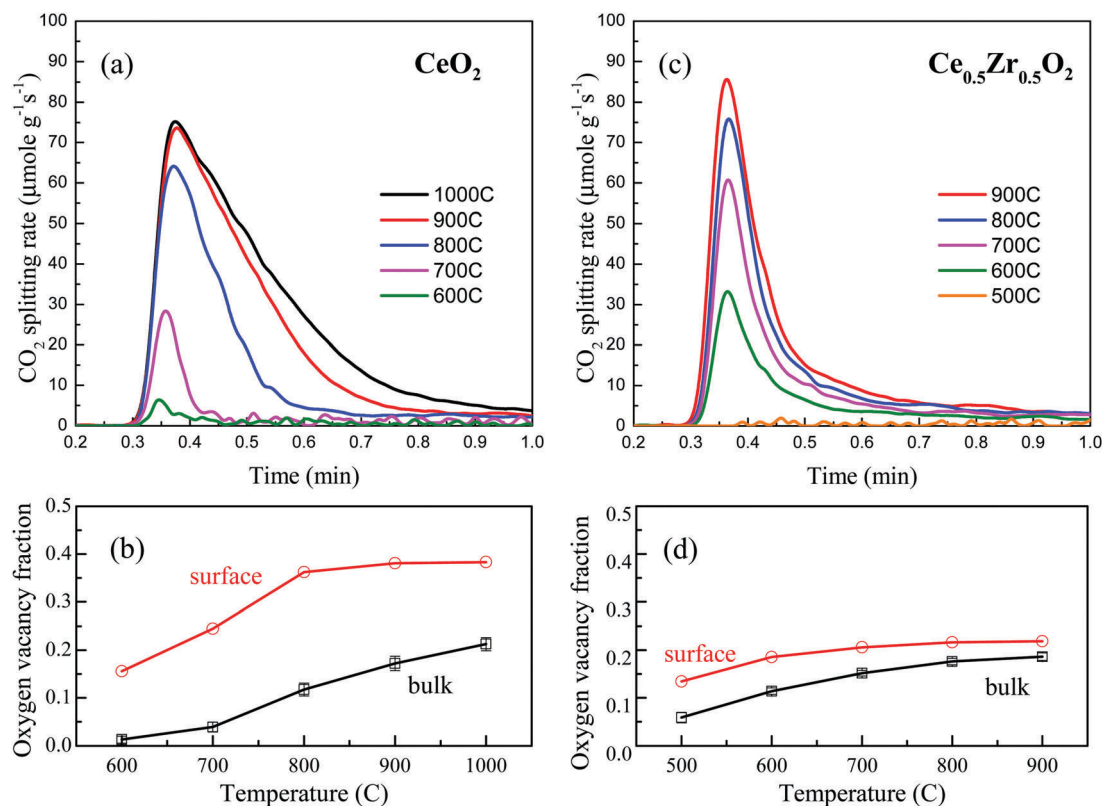 (a)
CeO₂
CO₂ splitting rate (μmole g⁻¹s⁻¹)
100
90
80
70
60
50
40
30
20
10
0
1000C
900C
800C
700C
600C
0.2 0.3 0.4 0.5 0.6 0.7 0.8 0.9 1.0
Time (min)
(c)
Ce₀.₅Zr₀.₅O₂
CO₂ splitting rate (μmole g⁻¹s⁻¹)
100
90
80
70
60
50
40
30
20
10
0
900C
800C
700C
600C
500C
0.2 0.3 0.4 0.5 0.6 0.7 0.8 0.9 1.0
Time (min)
(b)
Oxygen vacancy fraction
0.5
0.4
0.3
0.2
0.1
0.0
surface
bulk
600 700 800 900 1000
Temperature (C)
(d)
Oxygen vacancy fraction
0.5
0.4
0.3
0.2
0.1
0.0
surface
bulk
500 600 700 800 900
Temperature (C)